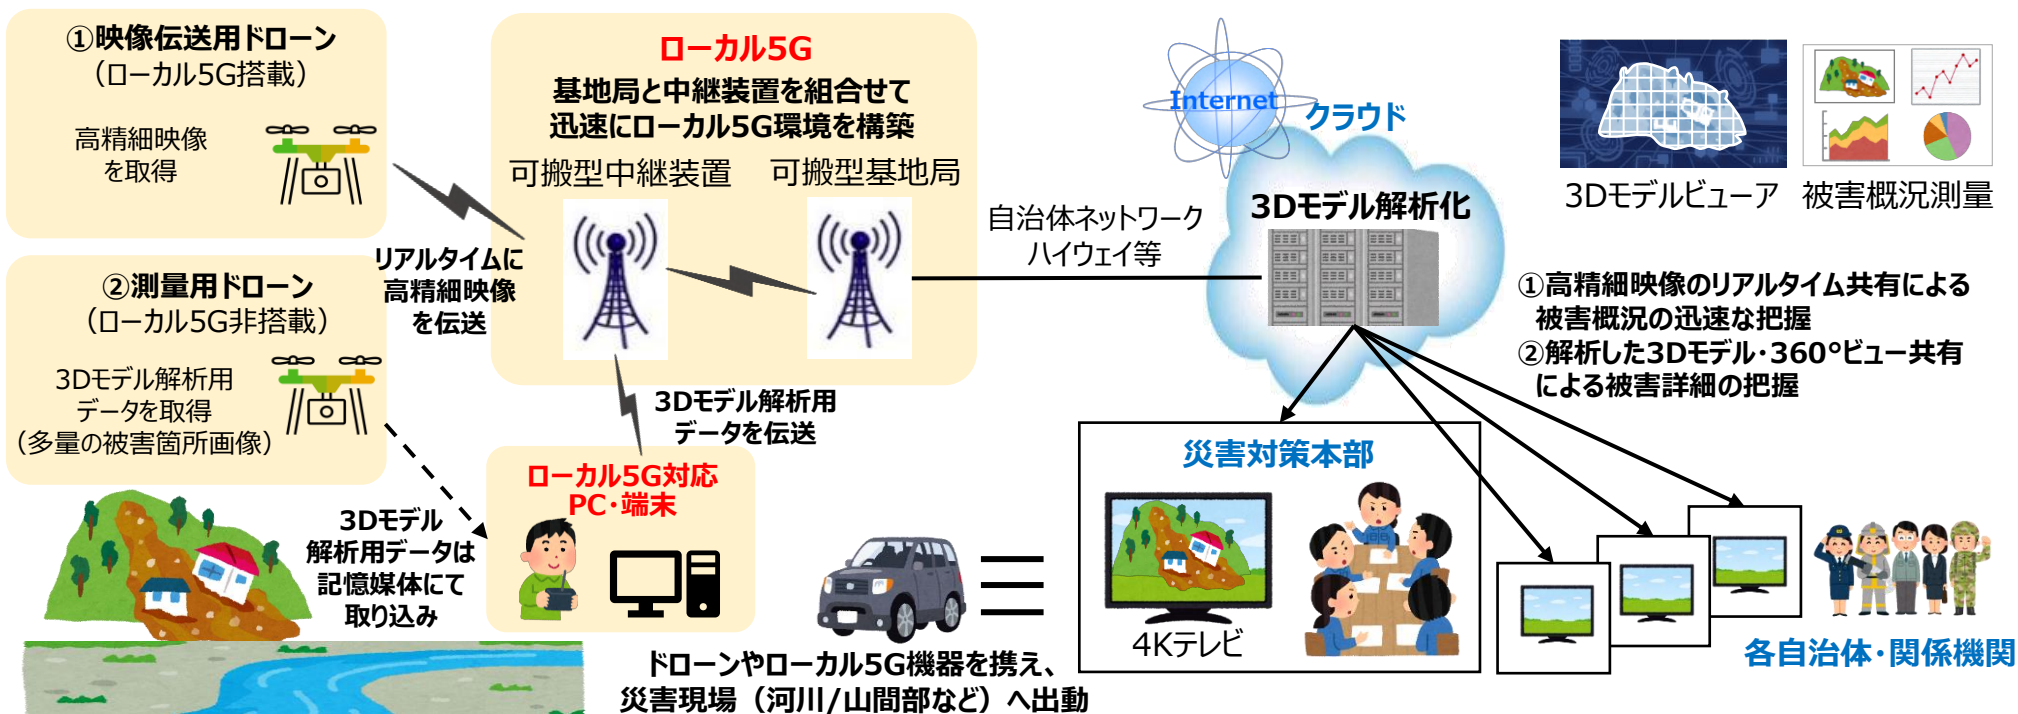 ①映像伝送用ドローン
（ローカル5G搭載）
高精細映像
を取得
②測量用ドローン
（ローカル5G非搭載）
3Dモデル解析用
データを取得
（多量の被害箇所画像）
リアルタイムに
高精細映像
を伝送
ローカル5G
基地局と中継装置を組合せて
迅速にローカル5G環境を構築
可搬型中継装置
可搬型基地局
3Dモデル解析用
データを伝送
ローカル5G対応
PC・端末
3Dモデル
解析用データは
記憶媒体にて
取り込み
ドローンやローカル5G機器を携え、
災害現場（河川/山間部など）へ出動
自治体ネットワーク
ハイウェイ等
Internet
クラウド
3Dモデル解析化
3Dモデルビューア
被害概況測量
①高精細映像のリアルタイム共有による
被害概況の迅速な把握
②解析した3Dモデル・360°ビュー共有
による被害詳細の把握
災害対策本部
4Kテレビ
各自治体・関係機関